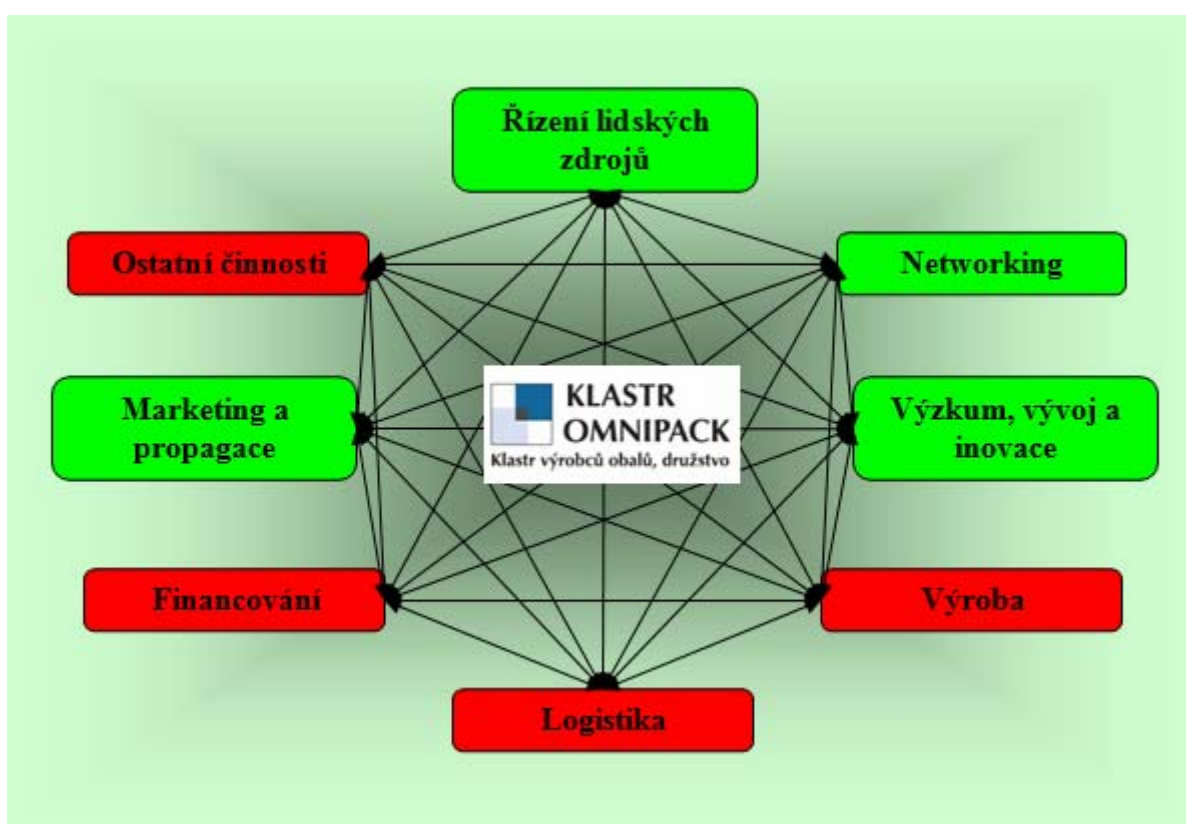 Řízení lidských
zdrojů
Ostatní činnosti
Networking
Marketing a
propagace
KLASTR
OMNIPACK
Klastr výrobců obalů, družstvo
Výzkum, vývoj a
inovace
Financování
Výroba
Logistika